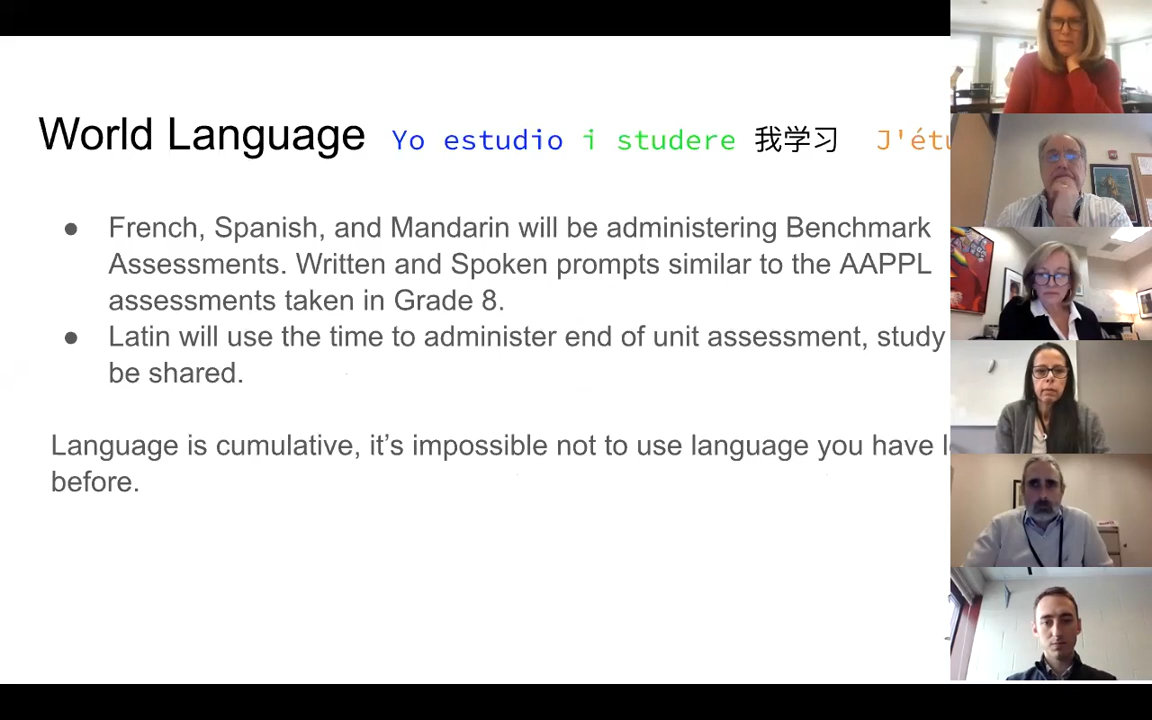 World Language Yo estudio i studere 我学习 J'étu
● French, Spanish, and Mandarin will be administering Benchmark
Assessments. Written and Spoken prompts similar to the AAPPL
assessments taken in Grade 8.
● Latin will use the time to administer end of unit assessment, study
be shared.
Language is cumulative, it’s impossible not to use language you have
before.